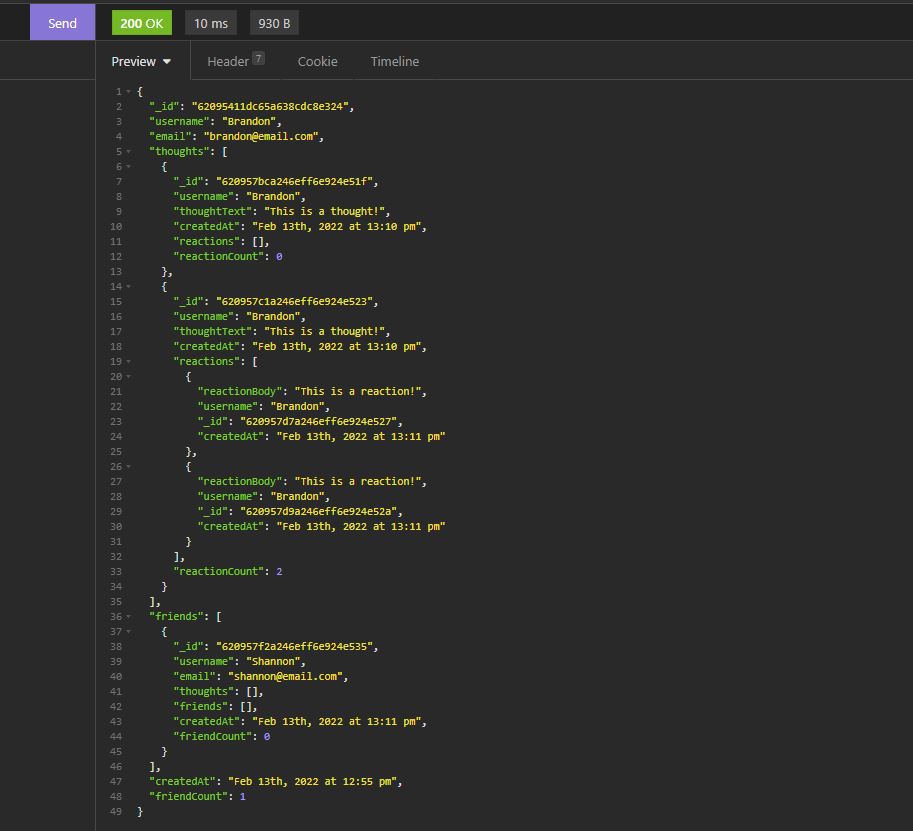 Send 200 OK 10 ms 930 B
Preview Header 7 Cookie Timeline
1 {
2 "_id": "62095411dc65a638cdc8e324",
3 "username": "Brandon",
4 "email": "brandon@email.com",
5 "thoughts": [
6 {
7 "_id": "620957bca246eff6e924e51f",
8 "username": "Brandon",
9 "thoughtText": "This is a thought!",
10 "createdAt": "Feb 13th, 2022 at 13:10 pm",
11 "reactions": [],
12 "reactionCount": 0
13 },
14 {
15 "_id": "620957c1a246eff6e924e523",
16 "username": "Brandon",
17 "thoughtText": "This is a thought!",
18 "createdAt": "Feb 13th, 2022 at 13:10 pm",
19 "reactions": [
20 {
21 "reactionBody": "This is a reaction!",
22 "username": "Brandon",
23 "_id": "620957d7a246eff6e924e527",
24 "createdAt": "Feb 13th, 2022 at 13:11 pm"
25 },
26 {
27 "reactionBody": "This is a reaction!",
28 "username": "Brandon",
29 "_id": "620957d9a246eff6e924e52a",
30 "createdAt": "Feb 13th, 2022 at 13:11 pm"
31 }
32 ],
33 "reactionCount": 2
34 }
35 ],
36 "friends": [
37 {
38 "_id": "620957f2a246eff6e924e535",
39 "username": "Shannon",
40 "email": "shannon@email.com",
41 "thoughts": [],
42 "friends": [],
43 "createdAt": "Feb 13th, 2022 at 13:11 pm",
44 "friendCount": 0
45 }
46 ],
47 "createdAt": "Feb 13th, 2022 at 12:55 pm",
48 "friendCount": 1
49 }